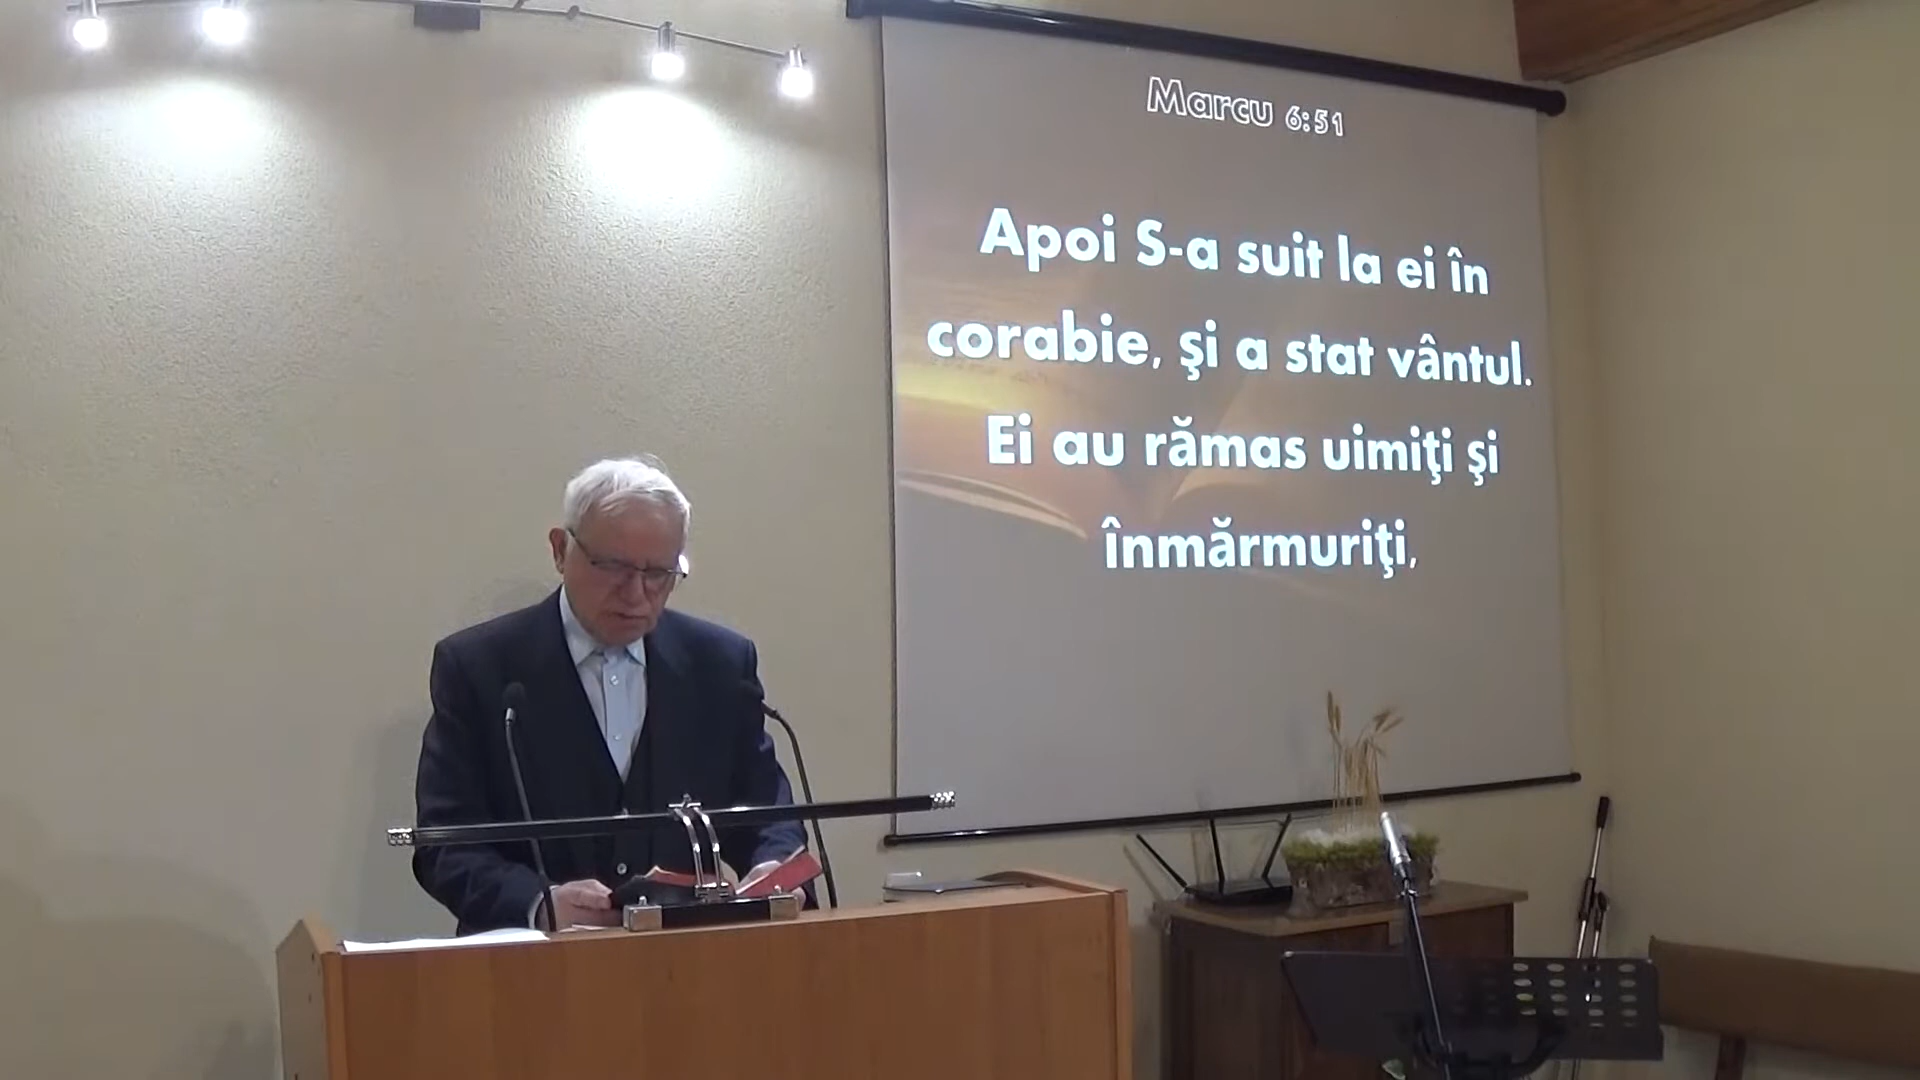 Marcu 6:51
Apoi S-a suit la ei în
corabie, şi a stat vântul.
Ei au rămas uimiţi şi
înmărmuriţi,